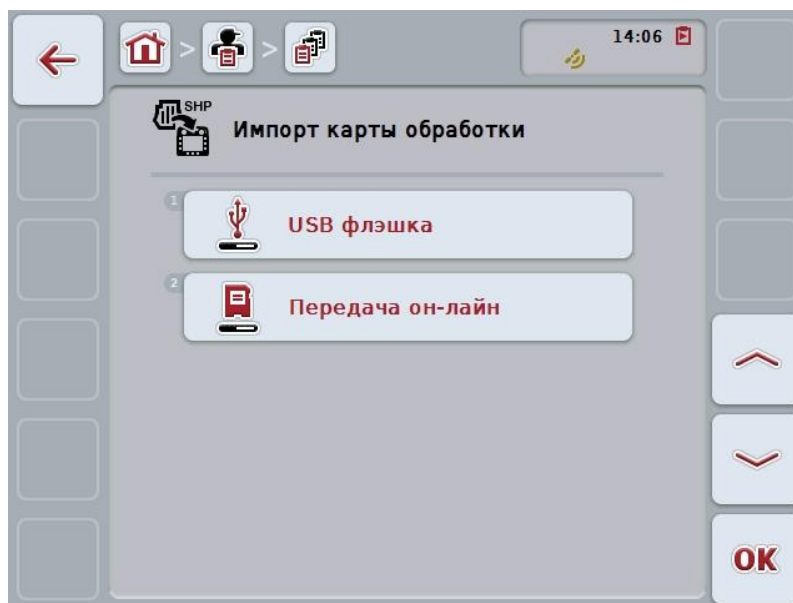 14:06
SHP
Импорт карты обработки
1
USB флэшка
2
Передача он-лайн
OK